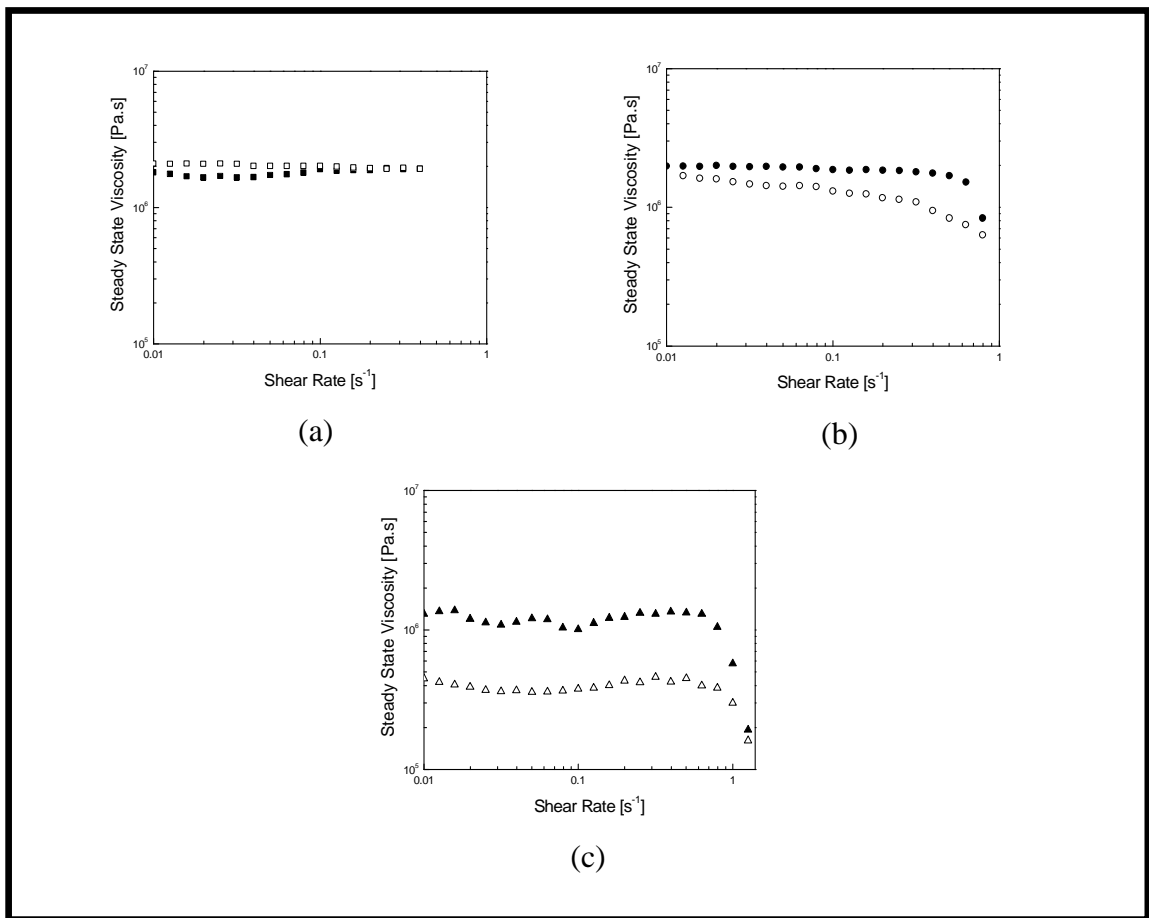 10^7
10^6
10^5
0.01 0.1 1
Steady State Viscosity [Pa.s]
Shear Rate [s^-1]
(a)
10^7
10^6
10^5
0.01 0.1 1
Steady State Viscosity [Pa.s]
Shear Rate [s^-1]
(b)
10^7
10^6
10^5
0.01 0.1 1
Steady State Viscosity [Pa.s]
Shear Rate [s^-1]
(c)